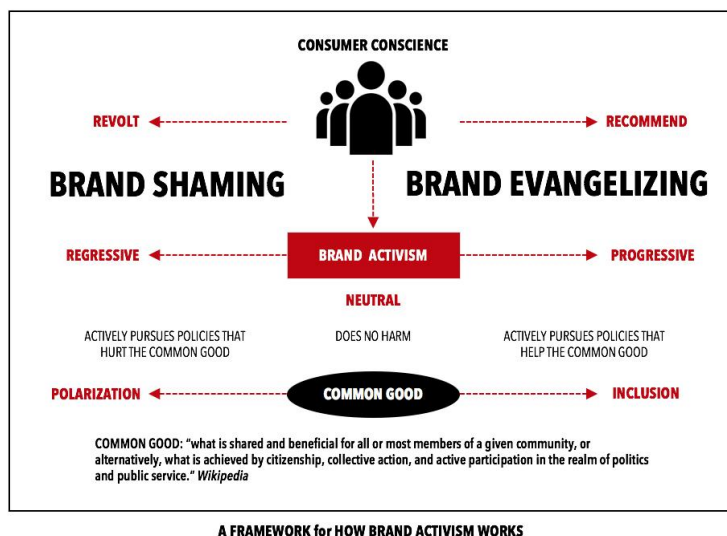 CONSUMER CONSCIENCE
REVOLT
RECOMMEND
BRAND SHAMING
BRAND EVANGELIZING
REGRESSIVE
BRAND ACTIVISM
PROGRESSIVE
NEUTRAL
ACTIVELY PURSUES POLICIES THAT
HURT THE COMMON GOOD
DOES NO HARM
ACTIVELY PURSUES POLICIES THAT
HELP THE COMMON GOOD
POLARIZATION
COMMON GOOD
INCLUSION
COMMON GOOD: “what is shared and beneficial for all or most members of a given community, or
alternatively, what is achieved by citizenship, collective action, and active participation in the realm of politics
and public service.” Wikipedia
A FRAMEWORK for HOW BRAND ACTIVISM WORKS